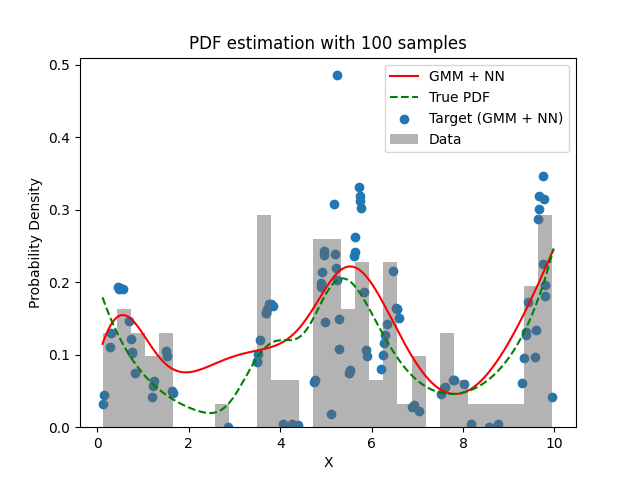 PDF estimation with 100 samples
GMM + NN
True PDF
Target (GMM + NN)
Data
Probability Density
0.5
0.4
0.3
0.2
0.1
0.0
0 2 4 6 8 10
X